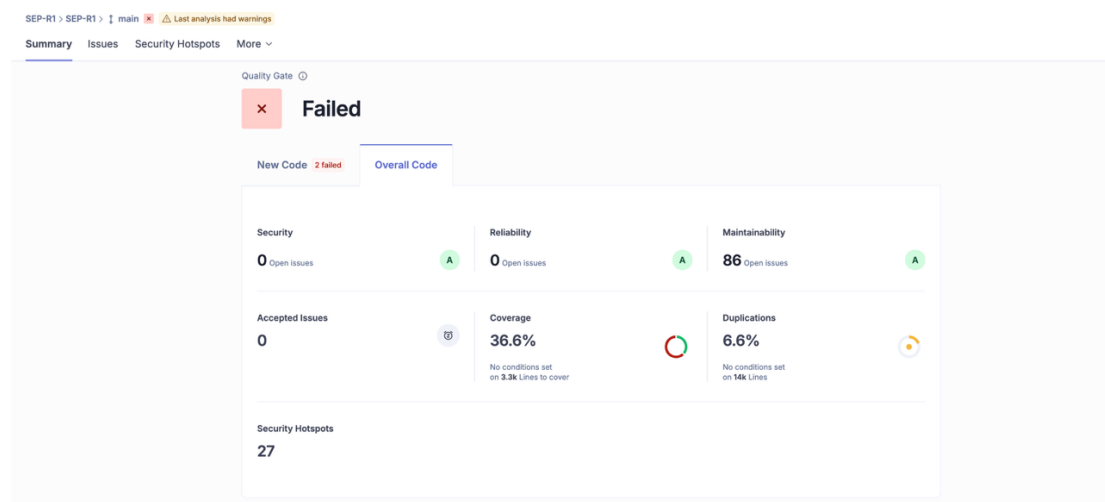 SEP-R1 > SEP-R1 > main × Last analysis had warnings
Summary Issues Security Hotspots More
Quality Gate
× Failed
New Code 2 failed Overall Code
Security Reliability Maintainability
0 Open issues A 0 Open issues A 86 Open issues A
Accepted Issues Coverage Duplications
0 36.6% 6.6%
No conditions set No conditions set
on 3.3k Lines to cover on 14k Lines
Security Hotspots
27